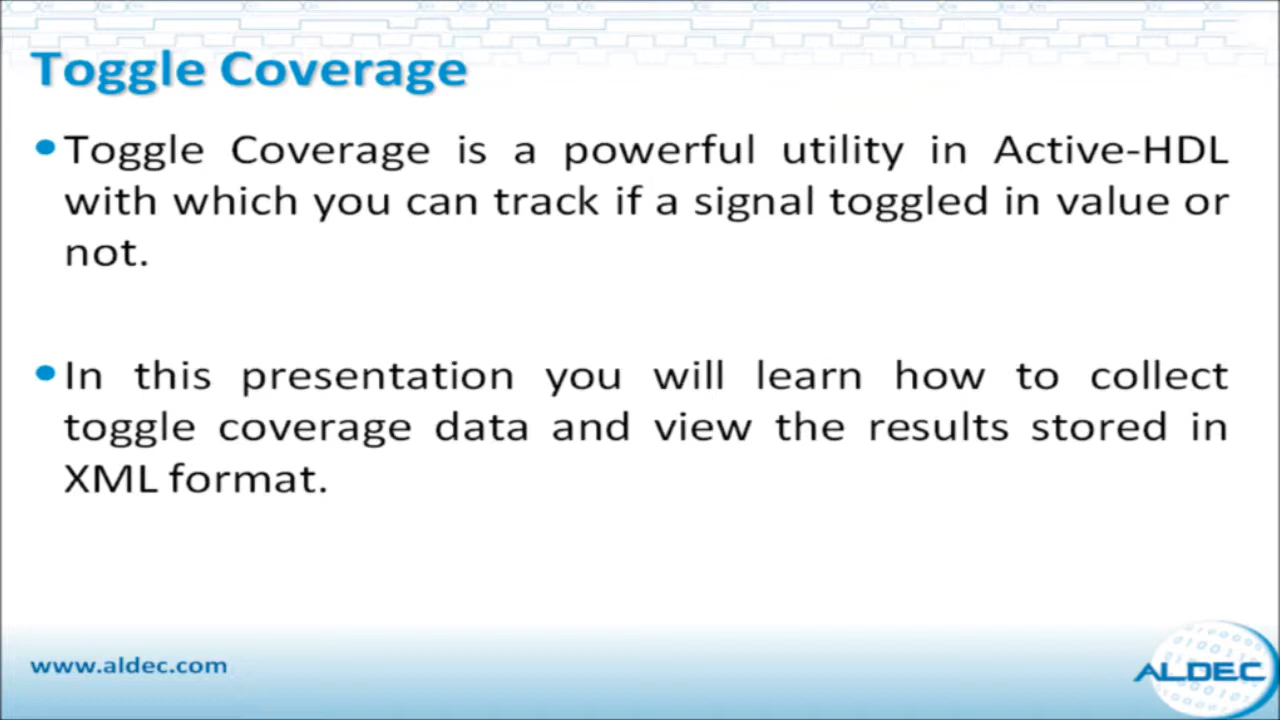 Toggle Coverage
•Toggle Coverage is a powerful utility in Active-HDL
with which you can track if a signal toggled in value or
not.
•In this presentation you will learn how to collect
toggle coverage data and view the results stored in
XML format.
www.aldec.com
ALDEC